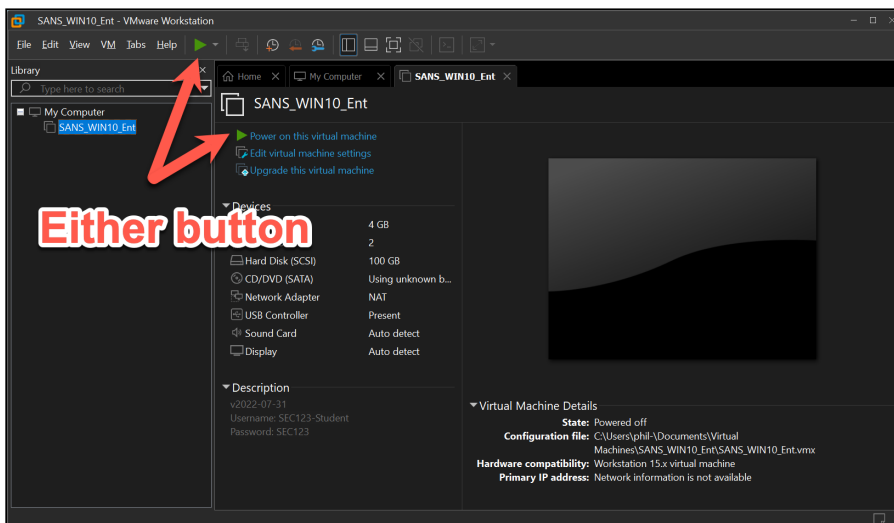 SANS_WIN10_Ent - VMware Workstation
File Edit View VM Tabs Help
Library
Type here to search
My Computer
SANS_WIN10_Ent
Home
My Computer
SANS_WIN10_Ent
SANS_WIN10_Ent
Power on this virtual machine
Edit virtual machine settings
Upgrade this virtual machine
Either button
Devices
4 GB
2
Hard Disk (SCSI) 100 GB
CD/DVD (SATA) Using unknown b...
Network Adapter NAT
USB Controller Present
Sound Card Auto detect
Display Auto detect
Description
v2022-07-31
Username: SEC123-Student
Password: SEC123
Virtual Machine Details
State: Powered off
Configuration file: C:\Users\phil-\Documents\Virtual
Machines\SANS_WIN10_Ent\SANS_WIN10_Ent.vmx
Hardware compatibility: Workstation 15.x virtual machine
Primary IP address: Network information is not available